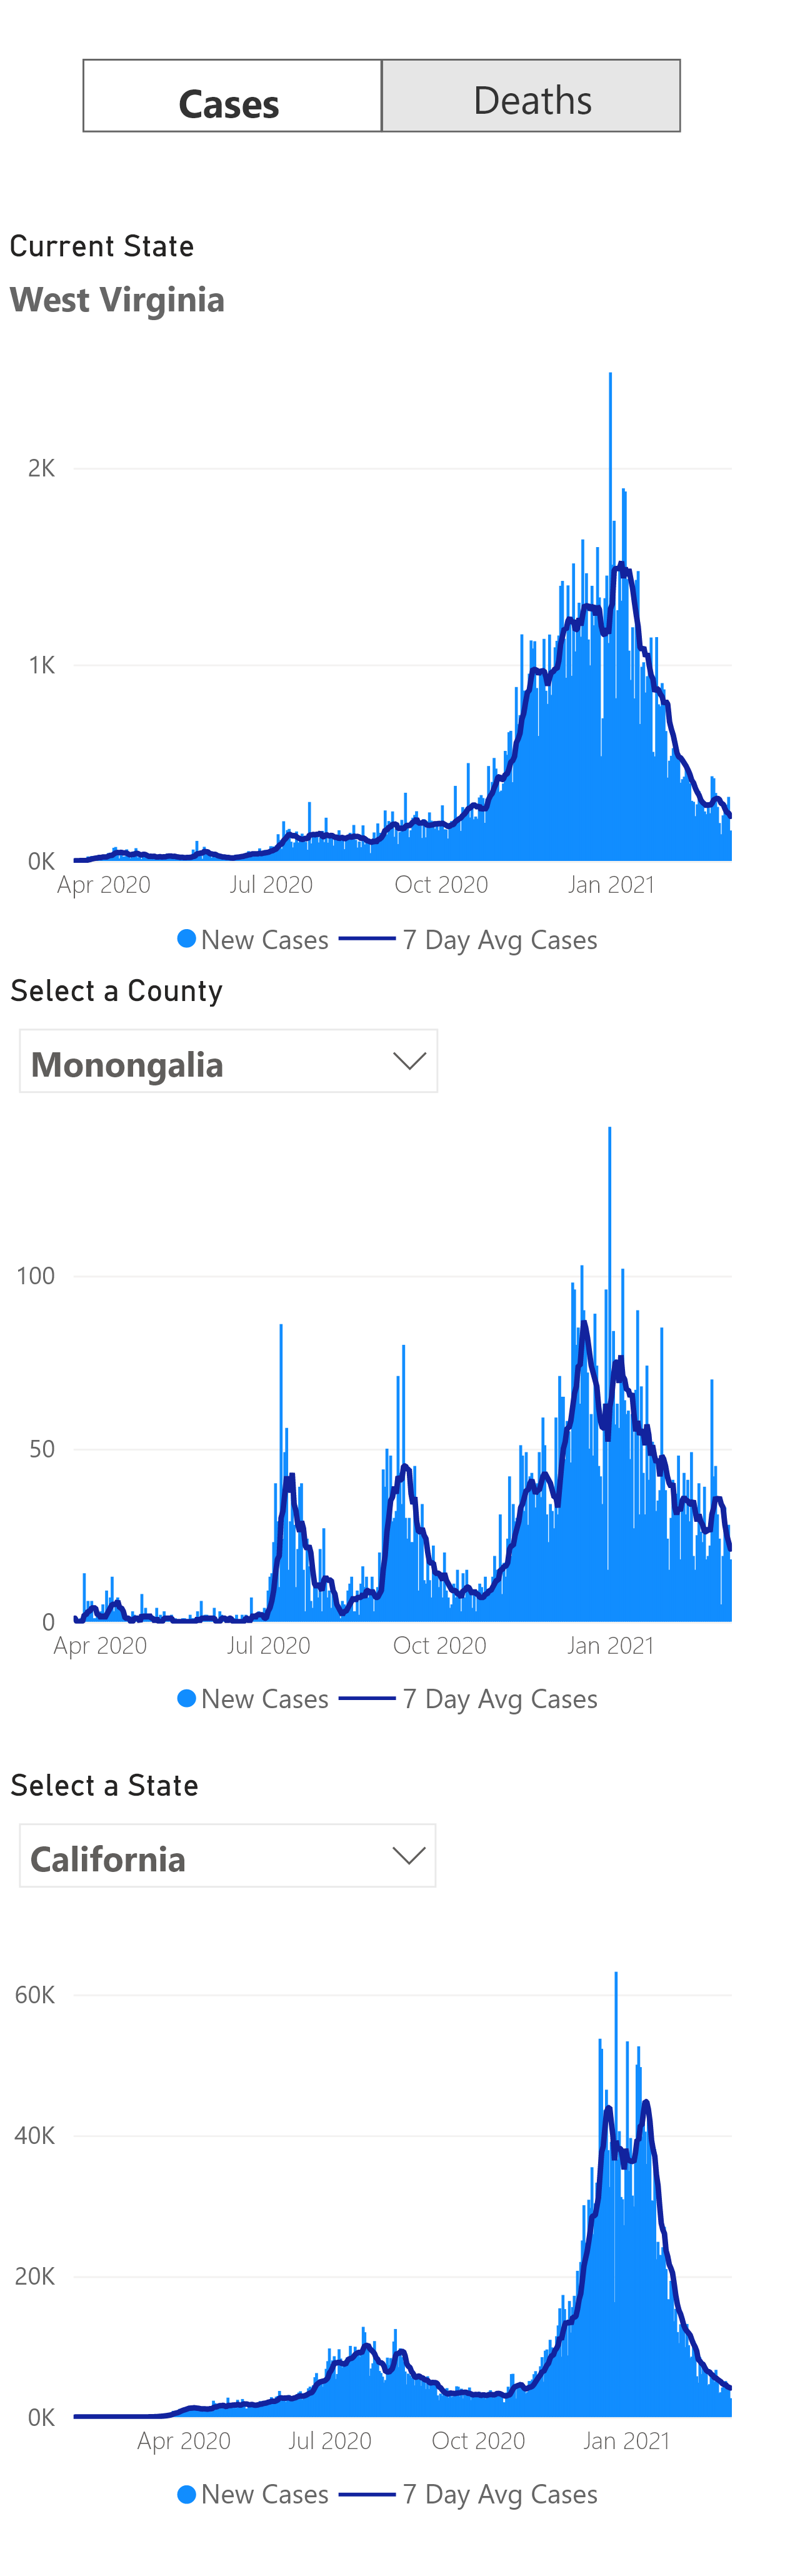 Cases Deaths
Current State
West Virginia
2K
1K
0K
Apr 2020 Jul 2020 Oct 2020 Jan 2021
New Cases 7 Day Avg Cases
Select a County
Monongalia
100
50
0
Apr 2020 Jul 2020 Oct 2020 Jan 2021
New Cases 7 Day Avg Cases
Select a State
California
60K
40K
20K
0K
Apr 2020 Jul 2020 Oct 2020 Jan 2021
New Cases 7 Day Avg Cases